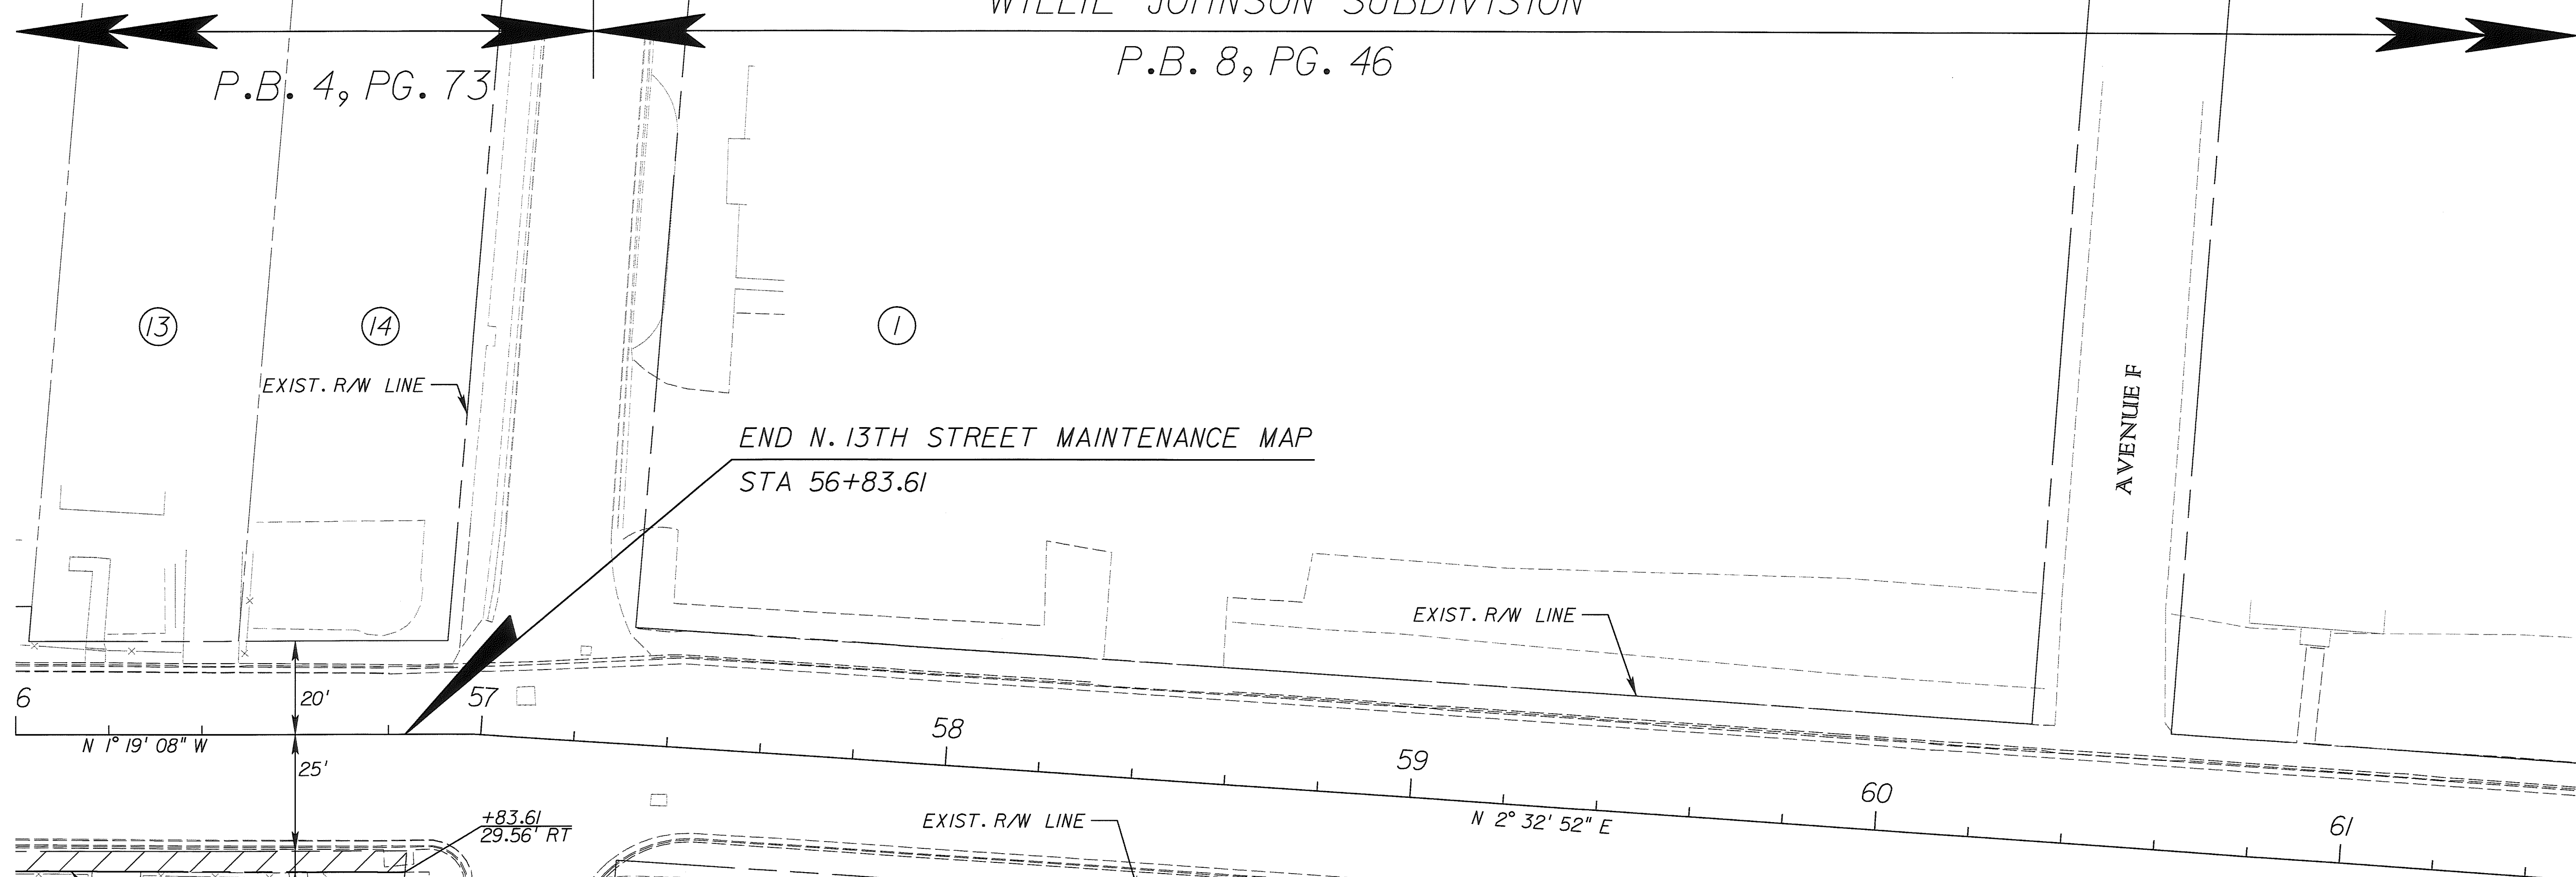 WILLIE JOHNSON SUBDIVISION
P.B. 4, PG. 73
P.B. 8, PG. 46
13
14
1
EXIST. R/W LINE
AVENUE F
END N. 13TH STREET MAINTENANCE MAP
STA 56+83.61
EXIST. R/W LINE
6
20'
57
58
59
60
61
N 1° 19' 08" W
25'
N 2° 32' 52" E
+83.61
29.56' RT
EXIST. R/W LINE